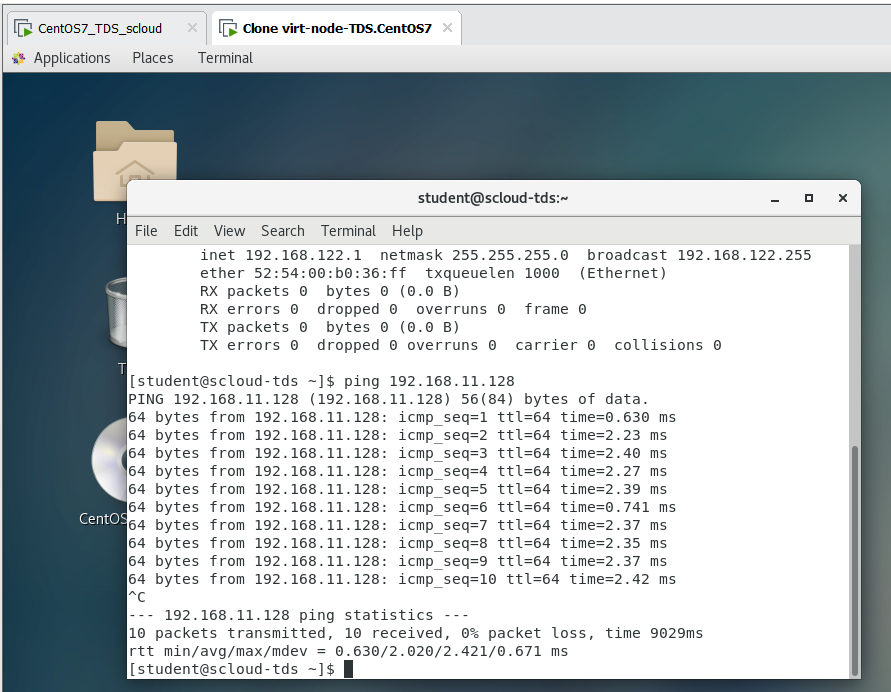 CentOS7_TDS_scloud
Clone virt-node-TDS.CentOS7
Applications Places Terminal
H
T
CentOS
student@scloud-tds:~
File Edit View Search Terminal Help
inet 192.168.122.1  netmask 255.255.255.0  broadcast 192.168.122.255
ether 52:54:00:b0:36:ff  txqueuelen 1000  (Ethernet)
RX packets 0  bytes 0 (0.0 B)
RX errors 0  dropped 0  overruns 0  frame 0
TX packets 0  bytes 0 (0.0 B)
TX errors 0  dropped 0 overruns 0  carrier 0  collisions 0
[student@scloud-tds ~]$ ping 192.168.11.128
PING 192.168.11.128 (192.168.11.128) 56(84) bytes of data.
64 bytes from 192.168.11.128: icmp_seq=1 ttl=64 time=0.630 ms
64 bytes from 192.168.11.128: icmp_seq=2 ttl=64 time=2.23 ms
64 bytes from 192.168.11.128: icmp_seq=3 ttl=64 time=2.40 ms
64 bytes from 192.168.11.128: icmp_seq=4 ttl=64 time=2.27 ms
64 bytes from 192.168.11.128: icmp_seq=5 ttl=64 time=2.39 ms
64 bytes from 192.168.11.128: icmp_seq=6 ttl=64 time=0.741 ms
64 bytes from 192.168.11.128: icmp_seq=7 ttl=64 time=2.37 ms
64 bytes from 192.168.11.128: icmp_seq=8 ttl=64 time=2.35 ms
64 bytes from 192.168.11.128: icmp_seq=9 ttl=64 time=2.37 ms
64 bytes from 192.168.11.128: icmp_seq=10 ttl=64 time=2.42 ms
^C
--- 192.168.11.128 ping statistics ---
10 packets transmitted, 10 received, 0% packet loss, time 9029ms
rtt min/avg/max/mdev = 0.630/2.020/2.421/0.671 ms
[student@scloud-tds ~]$